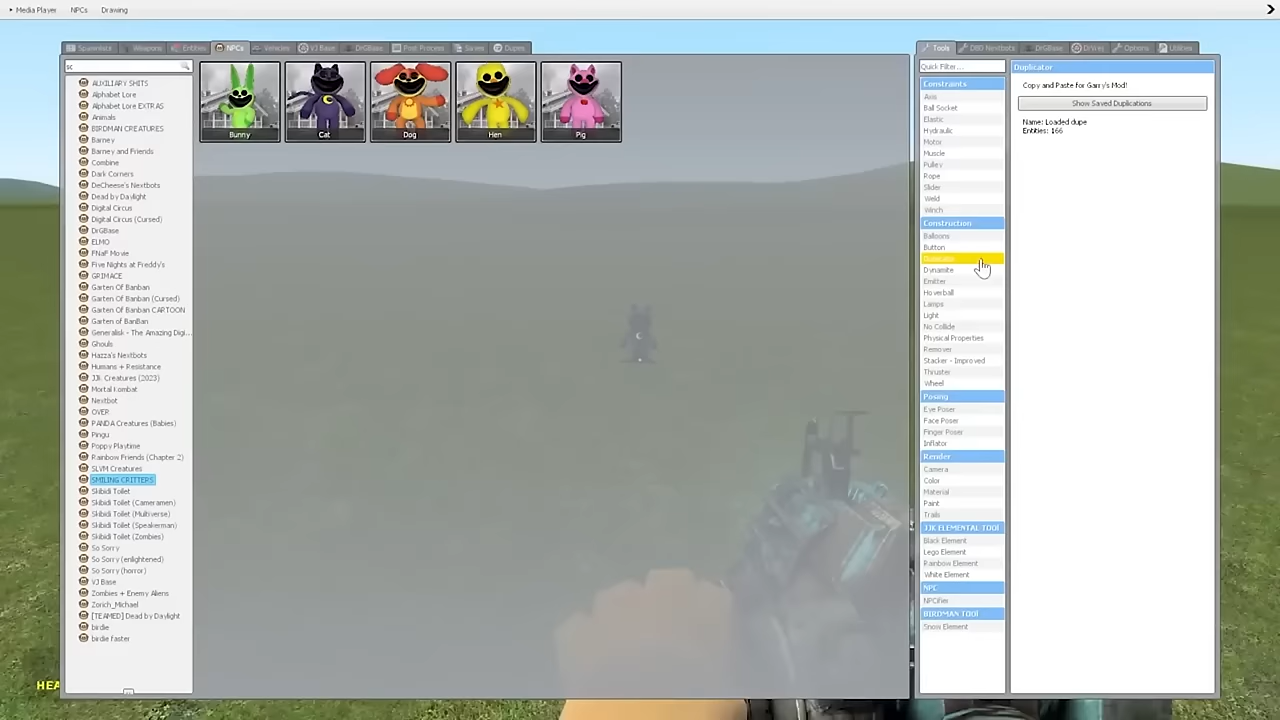 Media Player
NPCs
Drawing
Spawnlists
Weapons
Entities
NPCs
Vehicles
VJ Base
DrGBase
Post Process
Saves
Dupes
sc
AUXILIARY SHITS
Alphabet Lore
Alphabet Lore EXTRAS
Animals
BIRDMAN CREATURES
Barney
Barney and Friends
Combine
Dark Corners
DeCheese's Nextbots
Dead by Daylight
Digital Circus
Digital Circus (Cursed)
DrGBase
ELMO
FNaF Movie
Five Nights at Freddy's
GRIMACE
Garten Of Banban
Garten Of Banban (Cursed)
Garten Of Banban CARTOON
Garten of BanBan
Generalisk - The Amazing Digi...
Ghouls
Hazza's Nextbots
Humans + Resistance
JJK Creatures (2023)
Mortal Kombat
Nextbot
OVER
PANDA Creatures (Babies)
Pingu
Poppy Playtime
Rainbow Friends (Chapter 2)
SLVM Creatures
SMILING CRITTERS
Skibidi Toilet
Skibidi Toilet (Cameramen)
Skibidi Toilet (Multiverse)
Skibidi Toilet (Speakerman)
Skibidi Toilet (Zombies)
So Sorry
So Sorry (enlightened)
So Sorry (horror)
VJ Base
Zombies + Enemy Aliens
Zorich_Michael
[TEAMED] Dead by Daylight
birdie
birdie faster
Bunny
Cat
Dog
Hen
Pig
HEA
Tools
DBD Nextbots
DrGBase
DrVrej
Options
Utilities
Quick Filter...
Constraints
Axis
Ball Socket
Elastic
Hydraulic
Motor
Muscle
Pulley
Rope
Slider
Weld
Winch
Construction
Balloons
Button
Duplicator
Dynamite
Emitter
Hoverball
Lamps
Light
No Collide
Physical Properties
Remover
Stacker - Improved
Thruster
Wheel
Posing
Eye Poser
Face Poser
Finger Poser
Inflator
Render
Camera
Color
Material
Paint
Trails
JJK ELEMENTAL TOOL
Black Element
Lego Element
Rainbow Element
White Element
NPC
NPCifier
BIRDMAN TOOL
Snow Element
Duplicator
Copy and Paste for Garry's Mod!
Show Saved Duplications
Name: Loaded dupe
Entities: 166